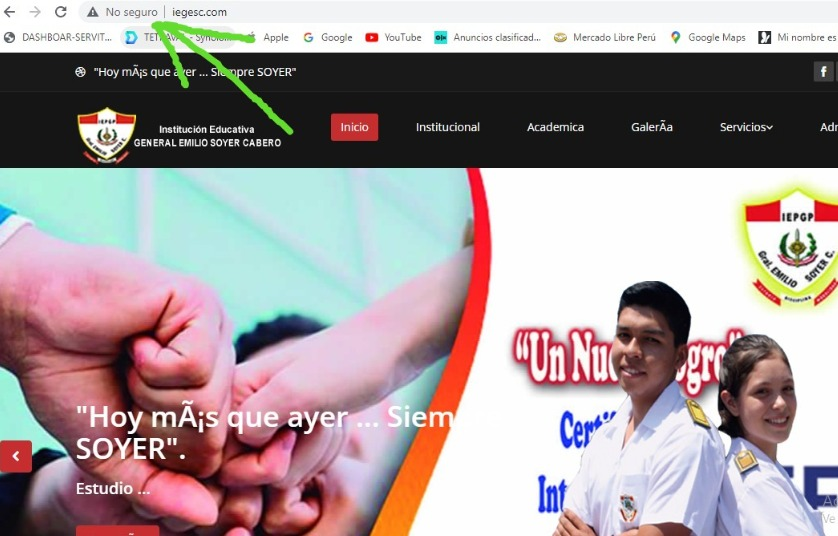 No seguro | iegesc.com
DASHBOAR-SERVIT... Apple Google YouTube Anuncios clasificad... Mercado Libre Perú Google Maps Mi nombre es
"Hoy mÃ¡s que ayer ... Siempre SOYER"
Institución Educativa
GENERAL EMILIO SOYER CABERO
Inicio Institucional Academica GalerÃ­a Servicios
IEPGP
IEPGP
Gral. EMILIO SOYER C.
"Un
"Hoy mÃ¡s que ayer ... Siem
SOYER".
Estudio ...